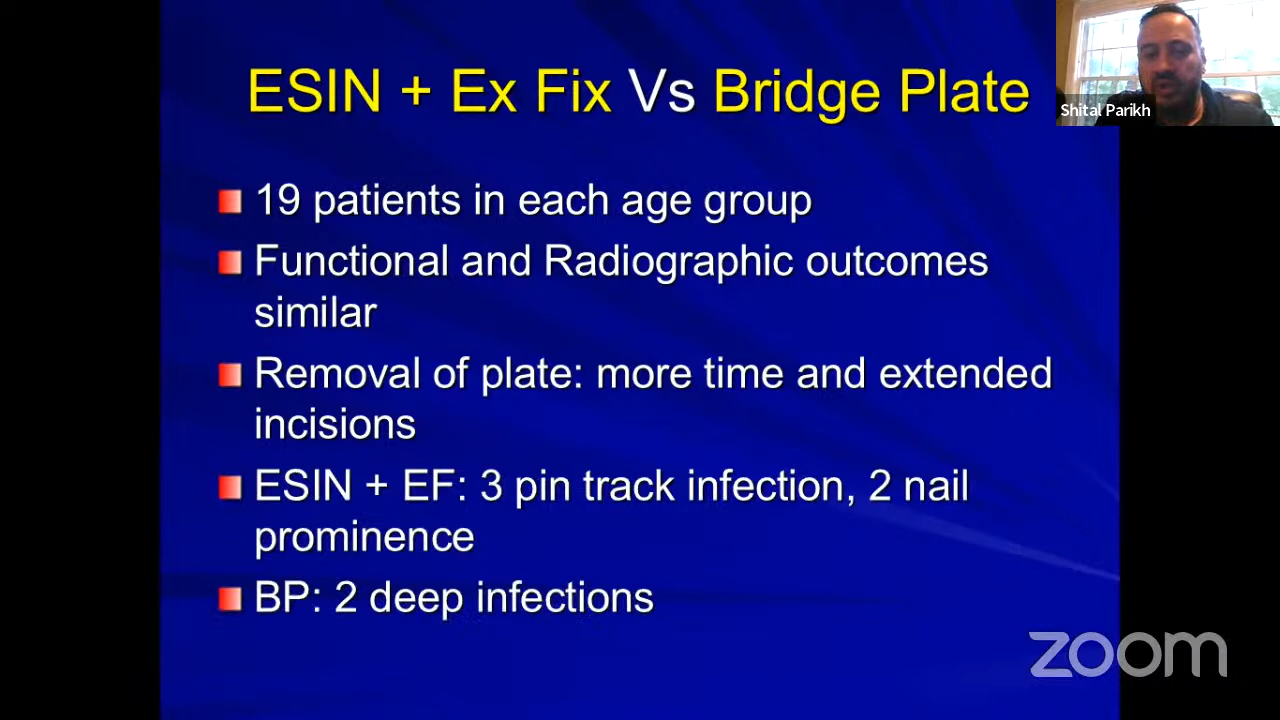 ESIN + Ex Fix Vs Bridge Plate
Shital Parikh
19 patients in each age group
Functional and Radiographic outcomes
similar
Removal of plate: more time and extended
incisions
ESIN + EF: 3 pin track infection, 2 nail
prominence
BP: 2 deep infections
zoom